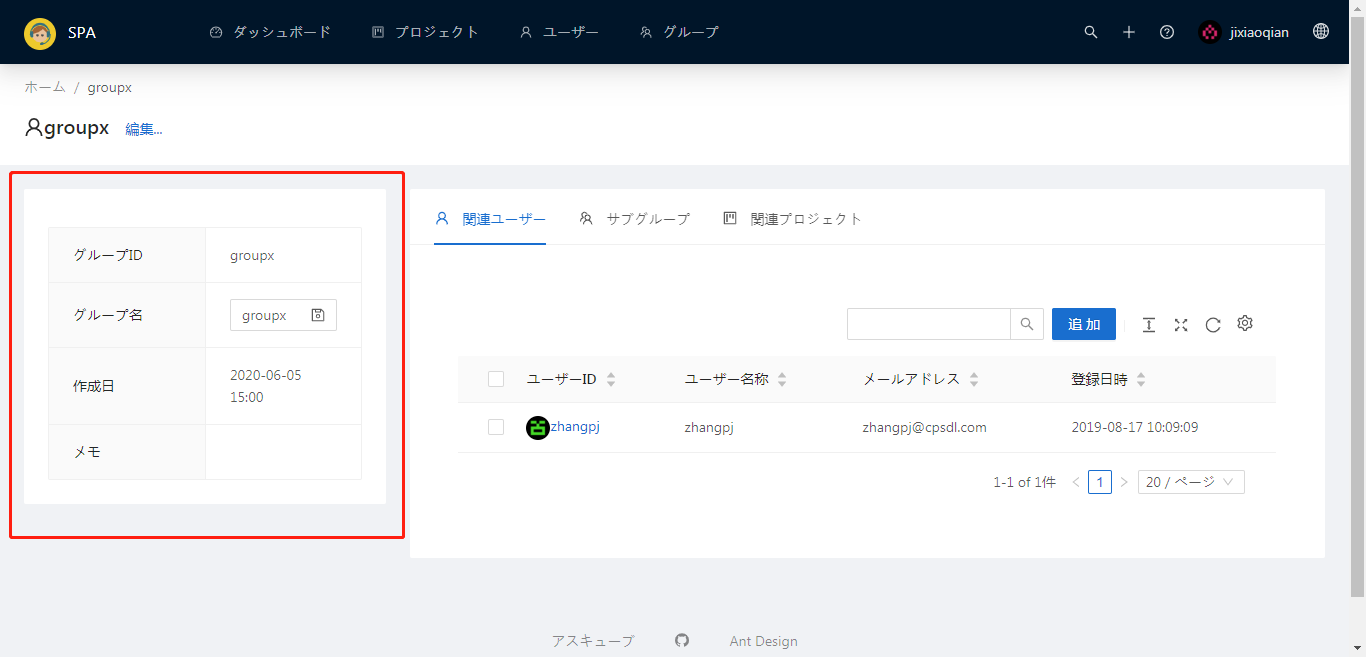 SPA ダッシュボード プロジェクト ユーザー グループ jixiaoqian
ホーム / groupx
groupx 編集...
グループID groupx
グループ名 groupx
作成日 2020-06-05
15:00
メモ
関連ユーザー サブグループ 関連プロジェクト
追 加
ユーザーID ユーザー名称 メールアドレス 登録日時
zhangpj zhangpj zhangpj@cpsdl.com 2019-08-17 10:09:09
1-1 of 1件 < 1 > 20 / ページ
アスキューブ Ant Design